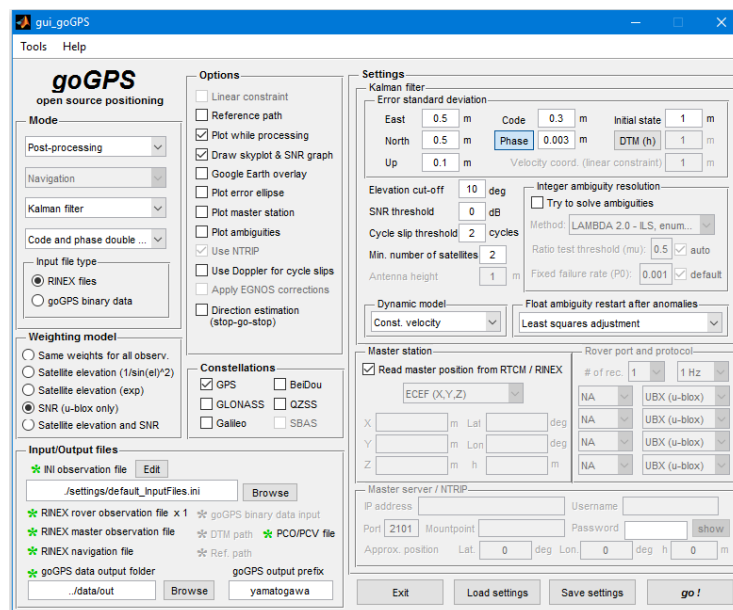 gui_goGPS
Tools Help
goGPS
open source positioning
Mode
Post-processing
Navigation
Kalman filter
Code and phase double ...
Input file type
RINEX files
goGPS binary data
Weighting model
Same weights for all observ.
Satellite elevation (1/sin(el)^2)
Satellite elevation (exp)
SNR (u-blox only)
Satellite elevation and SNR
Options
Linear constraint
Reference path
Plot while processing
Draw skyplot & SNR graph
Google Earth overlay
Plot error ellipse
Plot master station
Plot ambiguities
Use NTRIP
Use Doppler for cycle slips
Apply EGNOS corrections
Direction estimation
(stop-go-stop)
Constellations
GPS BeiDou
GLONASS QZSS
Galileo SBAS
Input/Output files
INI observation file Edit
./settings/default_InputFiles.ini Browse
RINEX rover observation file x 1 goGPS binary data input
RINEX master observation file DTM path PCO/PCV file
RINEX navigation file Ref. path
goGPS data output folder goGPS output prefix
../data/out Browse yamatogawa
Settings
Kalman filter
Error standard deviation
East 0.5 m Code 0.3 m Initial state 1 m
North 0.5 m Phase 0.003 m DTM (h) 1 m
Up 0.1 m Velocity coord. (linear constraint) 1 m
Elevation cut-off 10 deg
SNR threshold 0 dB
Cycle slip threshold 2 cycles
Min. number of satellites 2
Antenna height 1 m
Integer ambiguity resolution
Try to solve ambiguities
Method: LAMBDA 2.0 - ILS, enum...
Ratio test threshold (mu): 0.5 auto
Fixed failure rate (P0): 0.001 default
Dynamic model
Const. velocity
Float ambiguity restart after anomalies
Least squares adjustment
Master station
Read master position from RTCM / RINEX
ECEF (X,Y,Z)
X m Lat deg
Y m Lon deg
Z m h m
Rover port and protocol
# of rec. 1 1 Hz
NA UBX (u-blox)
NA UBX (u-blox)
NA UBX (u-blox)
NA UBX (u-blox)
Master server / NTRIP
IP address Username
Port 2101 Mountpoint Password show
Approx. position Lat. 0 deg Lon. 0 deg h 0 m
Exit Load settings Save settings go !